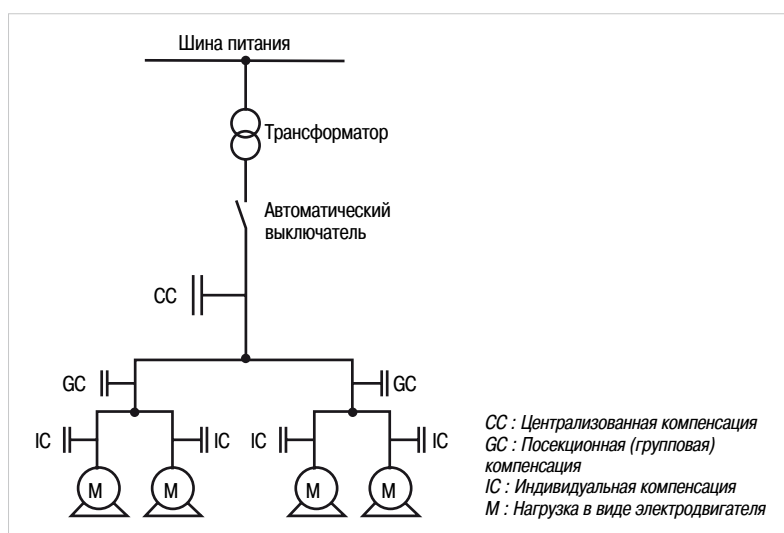 Шина питания
Трансформатор
Автоматический
выключатель
CC
GC
GC
IC
IC
IC
IC
M
M
M
M
CC : Централизованная компенсация
GC : Посекционная (групповая)
компенсация
IC : Индивидуальная компенсация
M : Нагрузка в виде электродвигателя